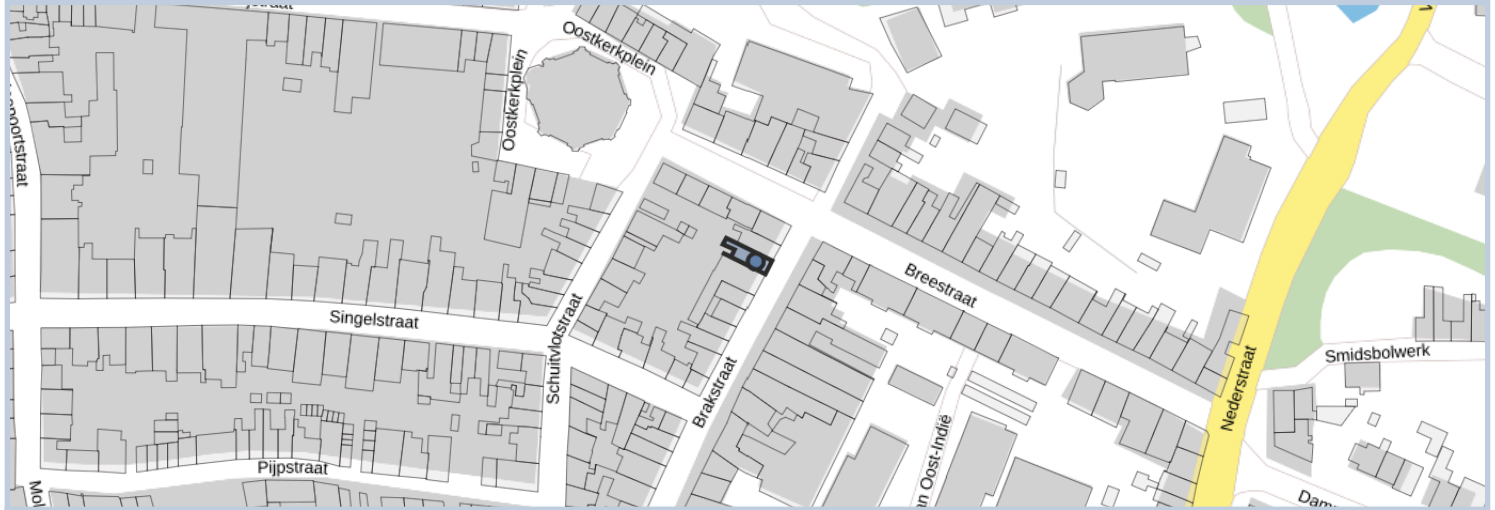 Oostkerkplein
Oostkerkplein
Breestraat
Singelstraat
Schuitvlotstraat
Brakstraat
Nederstraat
Smidsbolwerk
Pijpstraat